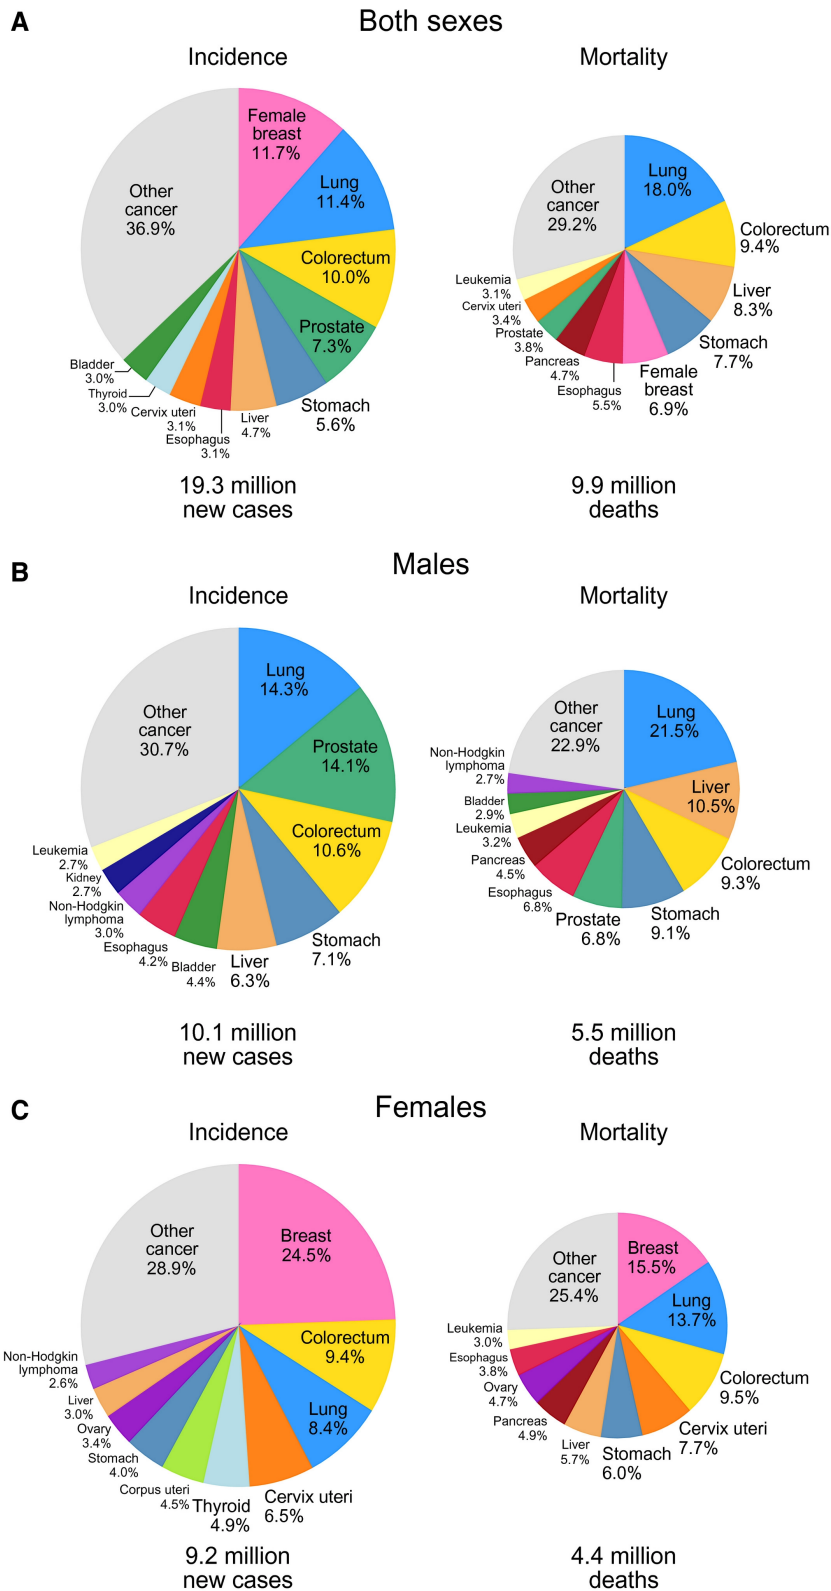 A
Both sexes
Incidence
Mortality
Female
breast
11.7%
Lung
11.4%
Colorectum
10.0%
Prostate
7.3%
Stomach
5.6%
Liver
4.7%
Esophagus
3.1%
Cervix uteri
3.1%
Thyroid
3.0%
Bladder
3.0%
Other
cancer
36.9%
19.3 million
new cases
Lung
18.0%
Colorectum
9.4%
Liver
8.3%
Stomach
7.7%
Female
breast
6.9%
Esophagus
5.5%
Pancreas
4.7%
Prostate
3.8%
Cervix uteri
3.4%
Leukemia
3.1%
Other
cancer
29.2%
9.9 million
deaths
B
Males
Incidence
Mortality
Lung
14.3%
Prostate
14.1%
Colorectum
10.6%
Stomach
7.1%
Liver
6.3%
Bladder
4.4%
Esophagus
4.2%
Non-Hodgkin
lymphoma
3.0%
Kidney
2.7%
Leukemia
2.7%
Other
cancer
30.7%
10.1 million
new cases
Lung
21.5%
Liver
10.5%
Colorectum
9.3%
Stomach
9.1%
Prostate
6.8%
Esophagus
6.8%
Pancreas
4.5%
Leukemia
3.2%
Bladder
2.9%
Non-Hodgkin
lymphoma
2.7%
Other
cancer
22.9%
5.5 million
deaths
C
Females
Incidence
Mortality
Breast
24.5%
Colorectum
9.4%
Lung
8.4%
Cervix uteri
6.5%
Thyroid
4.9%
Corpus uteri
4.5%
Stomach
4.0%
Ovary
3.4%
Liver
3.0%
Non-Hodgkin
lymphoma
2.6%
Other
cancer
28.9%
9.2 million
new cases
Breast
15.5%
Lung
13.7%
Colorectum
9.5%
Cervix uteri
7.7%
Stomach
6.0%
Liver
5.7%
Pancreas
4.9%
Ovary
4.7%
Esophagus
3.8%
Leukemia
3.0%
Other
cancer
25.4%
4.4 million
deaths